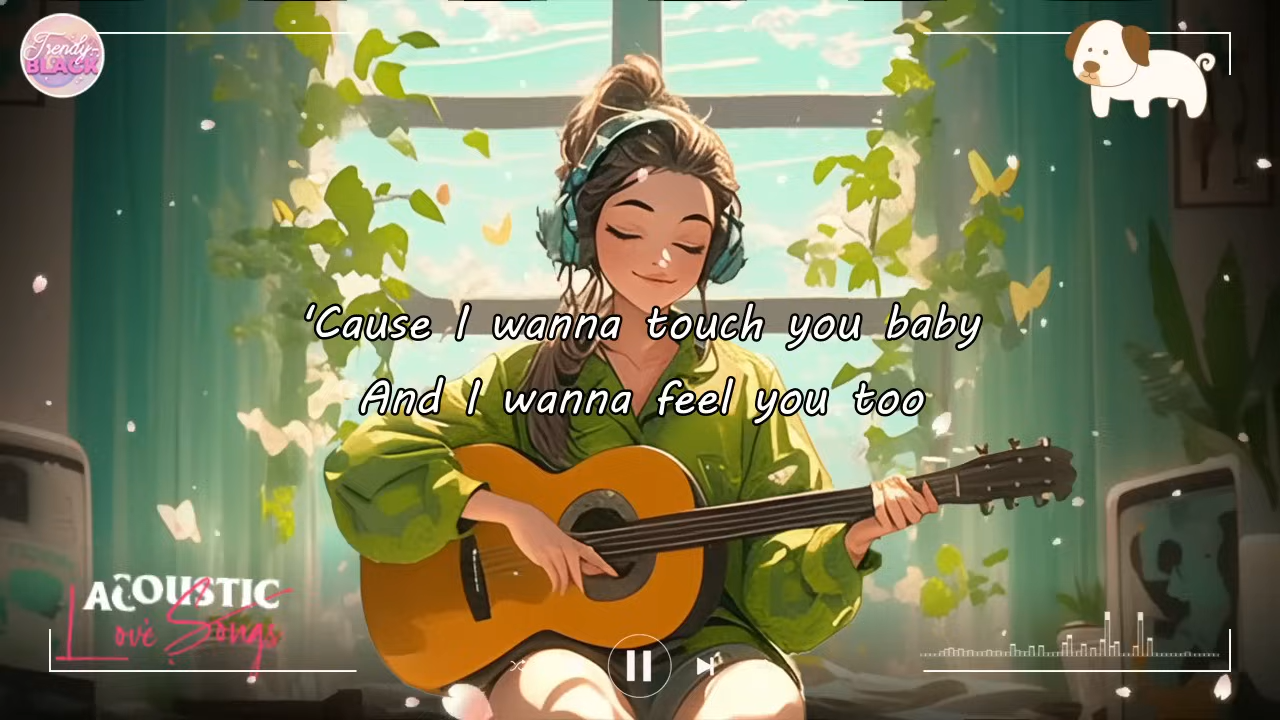 Trendy
BLACK
‘Cause I wanna touch you baby
And I wanna feel you too
ACOUSTIC
Love Songs